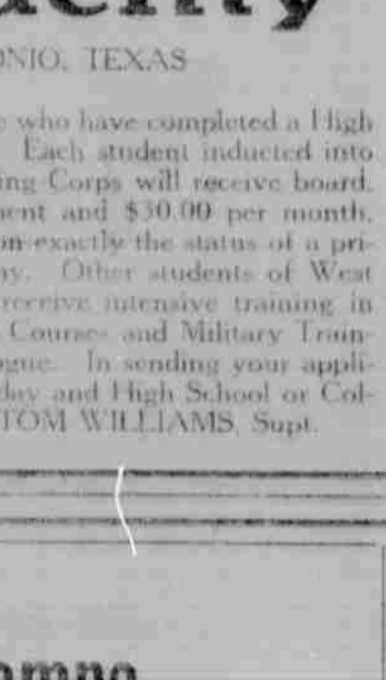 NIO, TEXAS
who have completed a High
Each student inducted into
ing Corps will receive board,
ment and $30.00 per month,
on exactly the status of a pri-
Other students of West
receive intensive training in
Courses and Military Train-
gue. In sending your appli-
day and High School or Col-
TOM WILLIAMS, Supt.